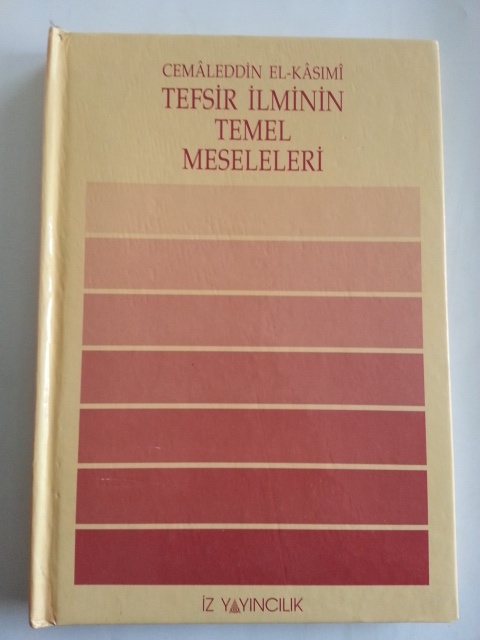 CEMÂLEDDİN EL-KÂSIMÎ
TEFSİR İLMİNİN
TEMEL
MESELELERİ
İZ YAYINCILIK